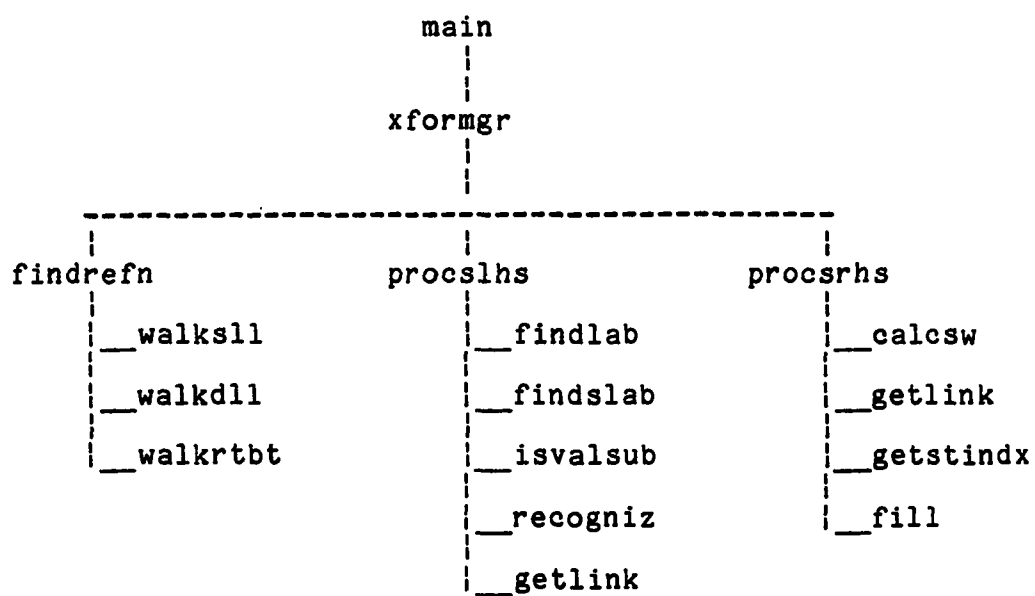 main
xformgr
findrefn procslhs procsrhs
__walksll __findlab __calcsw
__walkdll __findslab __getlink
__walkrtbt __isvalsub __getstindx
__recogniz __fill
__getlink